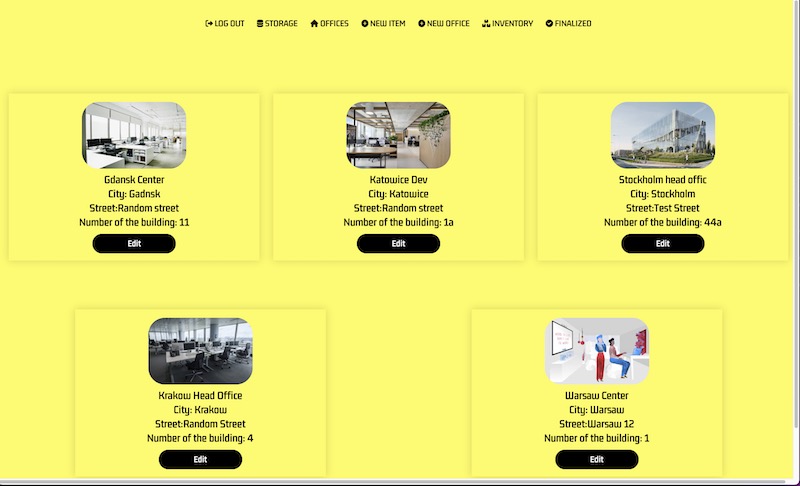 LOG OUT STORAGE OFFICES NEW ITEM NEW OFFICE INVENTORY FINALIZED
Gdansk Center
City: Gadnsk
Street:Random street
Number of the building: 11
Edit
Katowice Dev
City: Katowice
Street:Random street
Number of the building: 1a
Edit
Stockholm head offic
City: Stockholm
Street:Test Street
Number of the building: 44a
Edit
Krakow Head Office
City: Krakow
Street:Random Street
Number of the building: 4
Edit
Warsaw Center
City: Warsaw
Street:Warsaw 12
Number of the building: 1
Edit